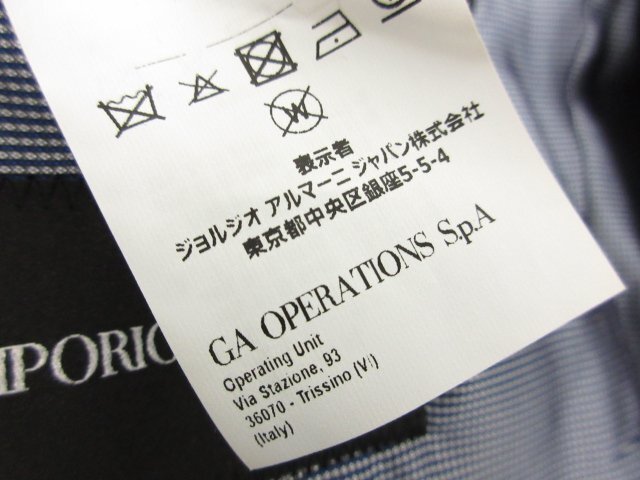 W
表示者
ジョルジオ アルマーニ ジャパン株式会社
東京都中央区銀座5-5-4
GA OPERATIONS S.p.A
Operating Unit
Via Stazione, 93
36070 - Trissino (Vi)
(Italy)
MPORIO